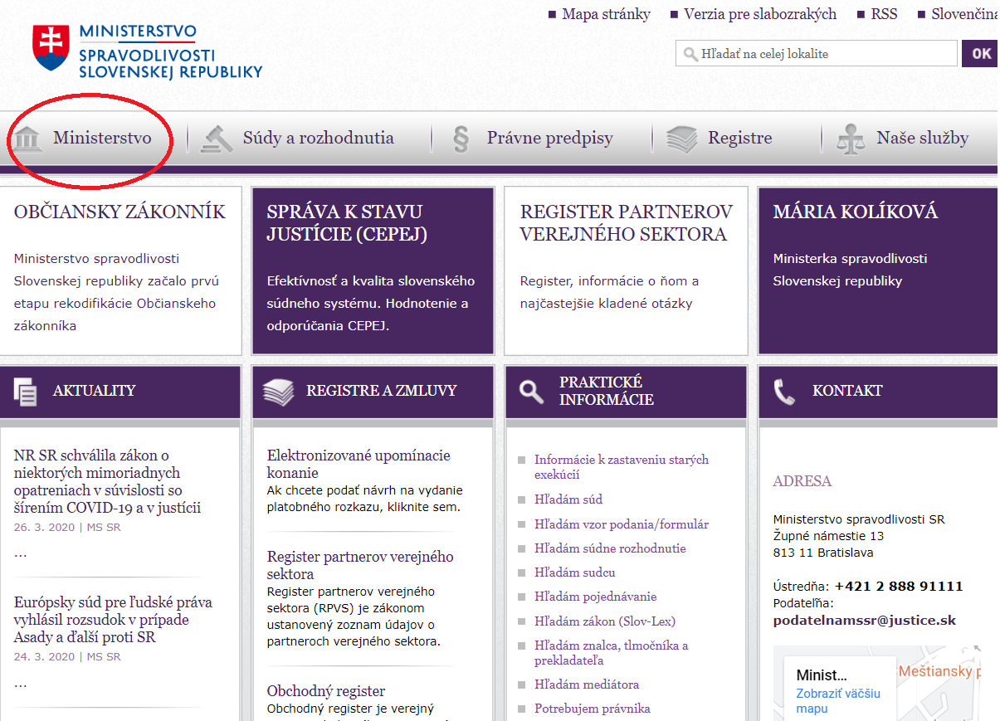 Mapa stránky Verzia pre slabozrakých RSS Slovenčina
MINISTERSTVO
SPRAVODLIVOSTI
SLOVENSKEJ REPUBLIKY
Hľadať na celej lokalite OK
Ministerstvo Súdy a rozhodnutia Právne predpisy Registre Naše služby
OBČIANSKY ZÁKONNÍK
Ministerstvo spravodlivosti
Slovenskej republiky začalo prvú
etapu rekodifikácie Občianskeho
zákonníka
SPRÁVA K STAVU
JUSTÍCIE (CEPEJ)
Efektívnosť a kvalita slovenského
súdneho systému. Hodnotenie a
odporúčania CEPEJ.
REGISTER PARTNEROV
VEREJNÉHO SEKTORA
Register, informácie o ňom a
najčastejšie kladené otázky
MÁRIA KOLÍKOVÁ
Ministerka spravodlivosti
Slovenskej republiky
AKTUALITY
NR SR schválila zákon o
niektorých mimoriadnych
opatreniach v súvislosti so
šírením COVID-19 a v justícii
26. 3. 2020 | MS SR
...
Európsky súd pre ľudské práva
vyhlásil rozsudok v prípade
Asady a ďalší proti SR
24. 3. 2020 | MS SR
...
REGISTRE A ZMLUVY
Elektronizované upomínacie
konanie
Ak chcete podať návrh na vydanie
platobného rozkazu, kliknite sem.
Register partnerov verejného
sektora
Register partnerov verejného
sektora (RPVS) je zákonom
ustanovený zoznam údajov o
partneroch verejného sektora.
Obchodný register
Obchodný register je verejný
PRAKTICKÉ
INFORMÁCIE
Informácie k zastaveniu starých
exekúcií
Hľadám súd
Hľadám vzor podania/formulár
Hľadám súdne rozhodnutie
Hľadám sudcu
Hľadám pojednávanie
Hľadám zákon (Slov-Lex)
Hľadám znalca, tlmočníka a
prekladateľa
Hľadám mediátora
Potrebujem právnika
KONTAKT
ADRESA
Ministerstvo spravodlivosti SR
Župné námestie 13
813 11 Bratislava
Ústredňa: +421 2 888 91111
Podateľňa:
podatelnamssr@justice.sk
Minist...
Zobraziť väčšiu
mapu
Meštiansky